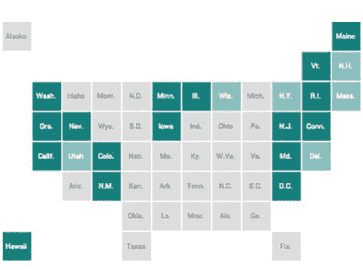 Alaska Maine
Vt. N.H.
Wash. Idaho Mont. N.D. Minn. Ill. Wis. Mich. N.Y. R.I. Mass.
Ore. Nev. Wyo. S.D. Iowa Ind. Ohio Pa. N.J. Conn.
Calif. Utah Colo. Neb. Mo. Ky. W.Va. Va. Md. Del.
Ariz. N.M. Kan. Ark. Tenn. N.C. S.C. D.C.
Okla. La. Miss. Ala. Ga.
Hawaii Texas Fla.